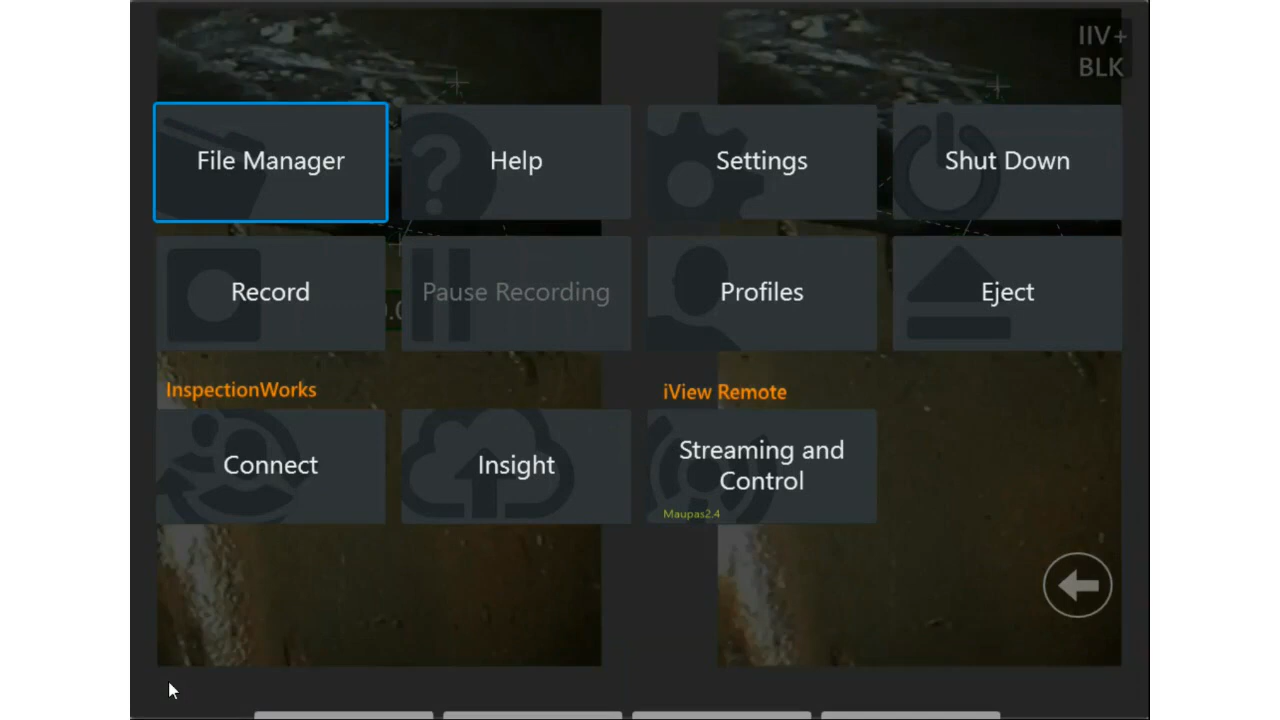 IIV+
BLK
File Manager
Help
Settings
Shut Down
Record
Pause Recording
Profiles
Eject
InspectionWorks
iView Remote
Connect
Insight
Streaming and
Control
Maupas2.4